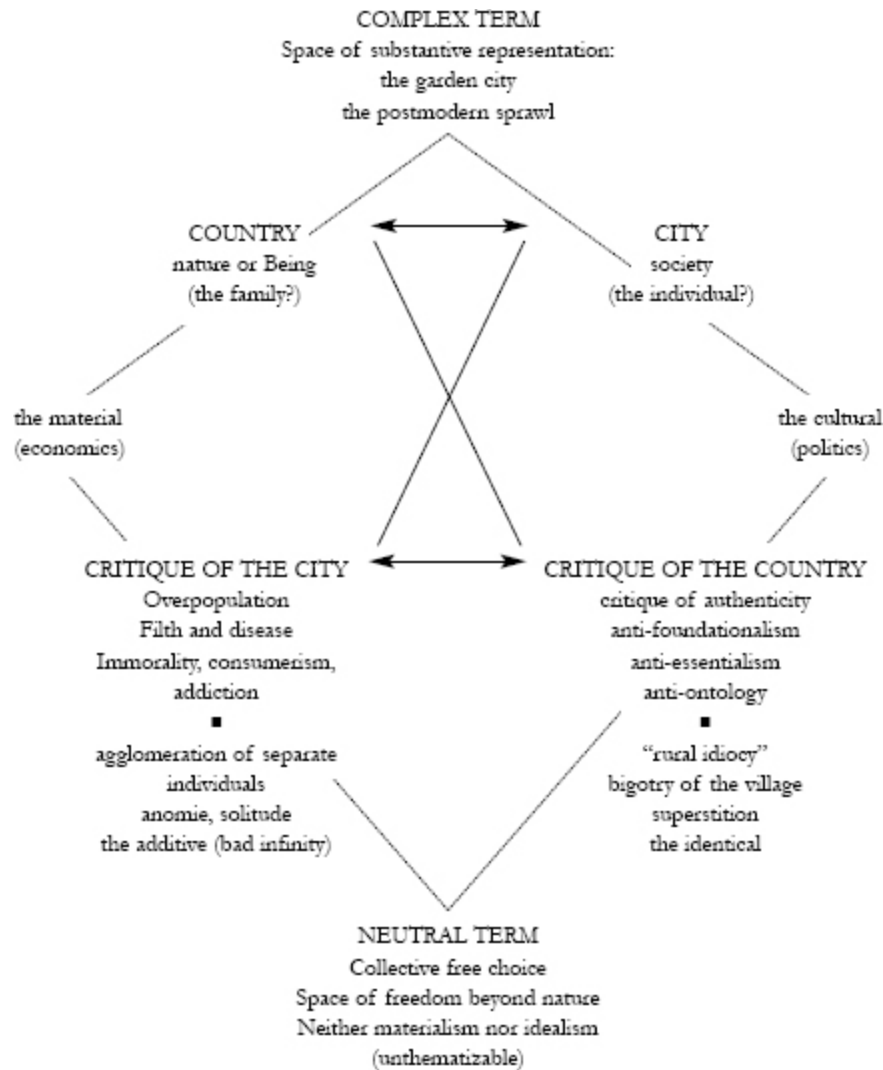 COMPLEX TERM
Space of substantive representation:
the garden city
the postmodern sprawl
COUNTRY
nature or Being
(the family?)
CITY
society
(the individual?)
the material
(economics)
the cultural
(politics)
CRITIQUE OF THE CITY
Overpopulation
Filth and disease
Immorality, consumerism,
addiction
agglomeration of separate
individuals
anomie, solitude
the additive (bad infinity)
CRITIQUE OF THE COUNTRY
critique of authenticity
anti-foundationalism
anti-essentialism
anti-ontology
“rural idiocy”
bigotry of the village
superstition
the identical
NEUTRAL TERM
Collective free choice
Space of freedom beyond nature
Neither materialism nor idealism
(unthematizable)